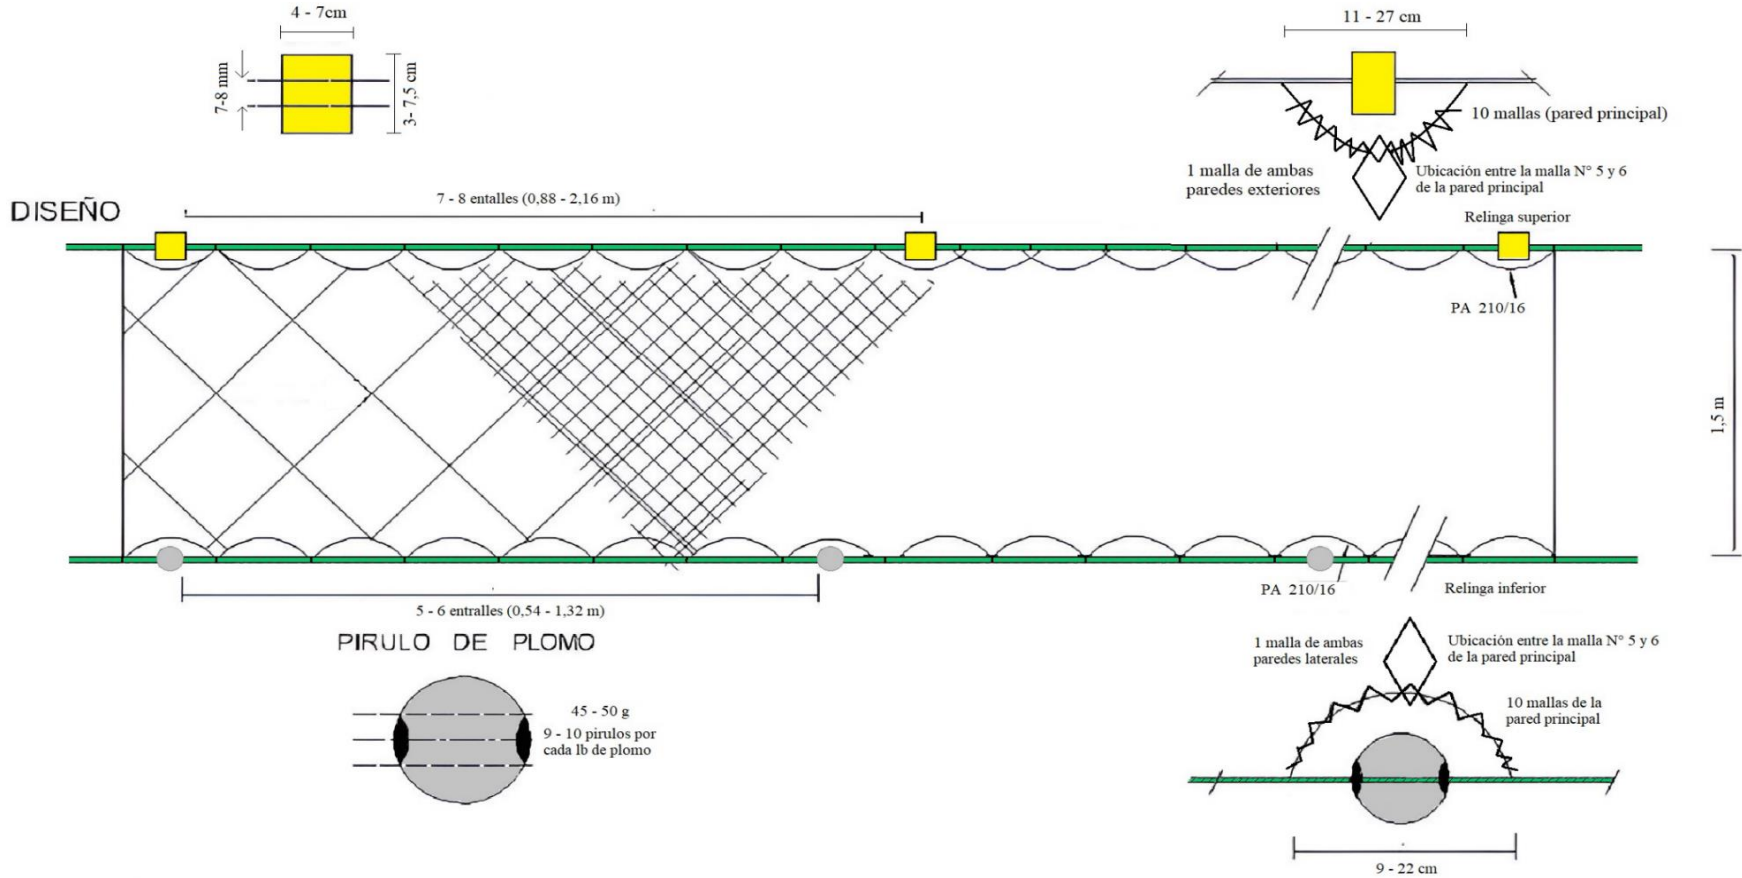 4 - 7cm
7-8 mm
3- 7,5 cm
11 - 27 cm
10 mallas (pared principal)
1 malla de ambas
paredes exteriores
Ubicación entre la malla N° 5 y 6
de la pared principal
DISEÑO
7 - 8 entalles (0,88 - 2,16 m)
Relinga superior
PA 210/16
1,5 m
5 - 6 entralles (0,54 - 1,32 m)
PA 210/16
Relinga inferior
PIRULO DE PLOMO
45 - 50 g
9 - 10 pirulos por
cada lb de plomo
1 malla de ambas
paredes laterales
Ubicación entre la malla N° 5 y 6
de la pared principal
10 mallas de la
pared principal
9 - 22 cm